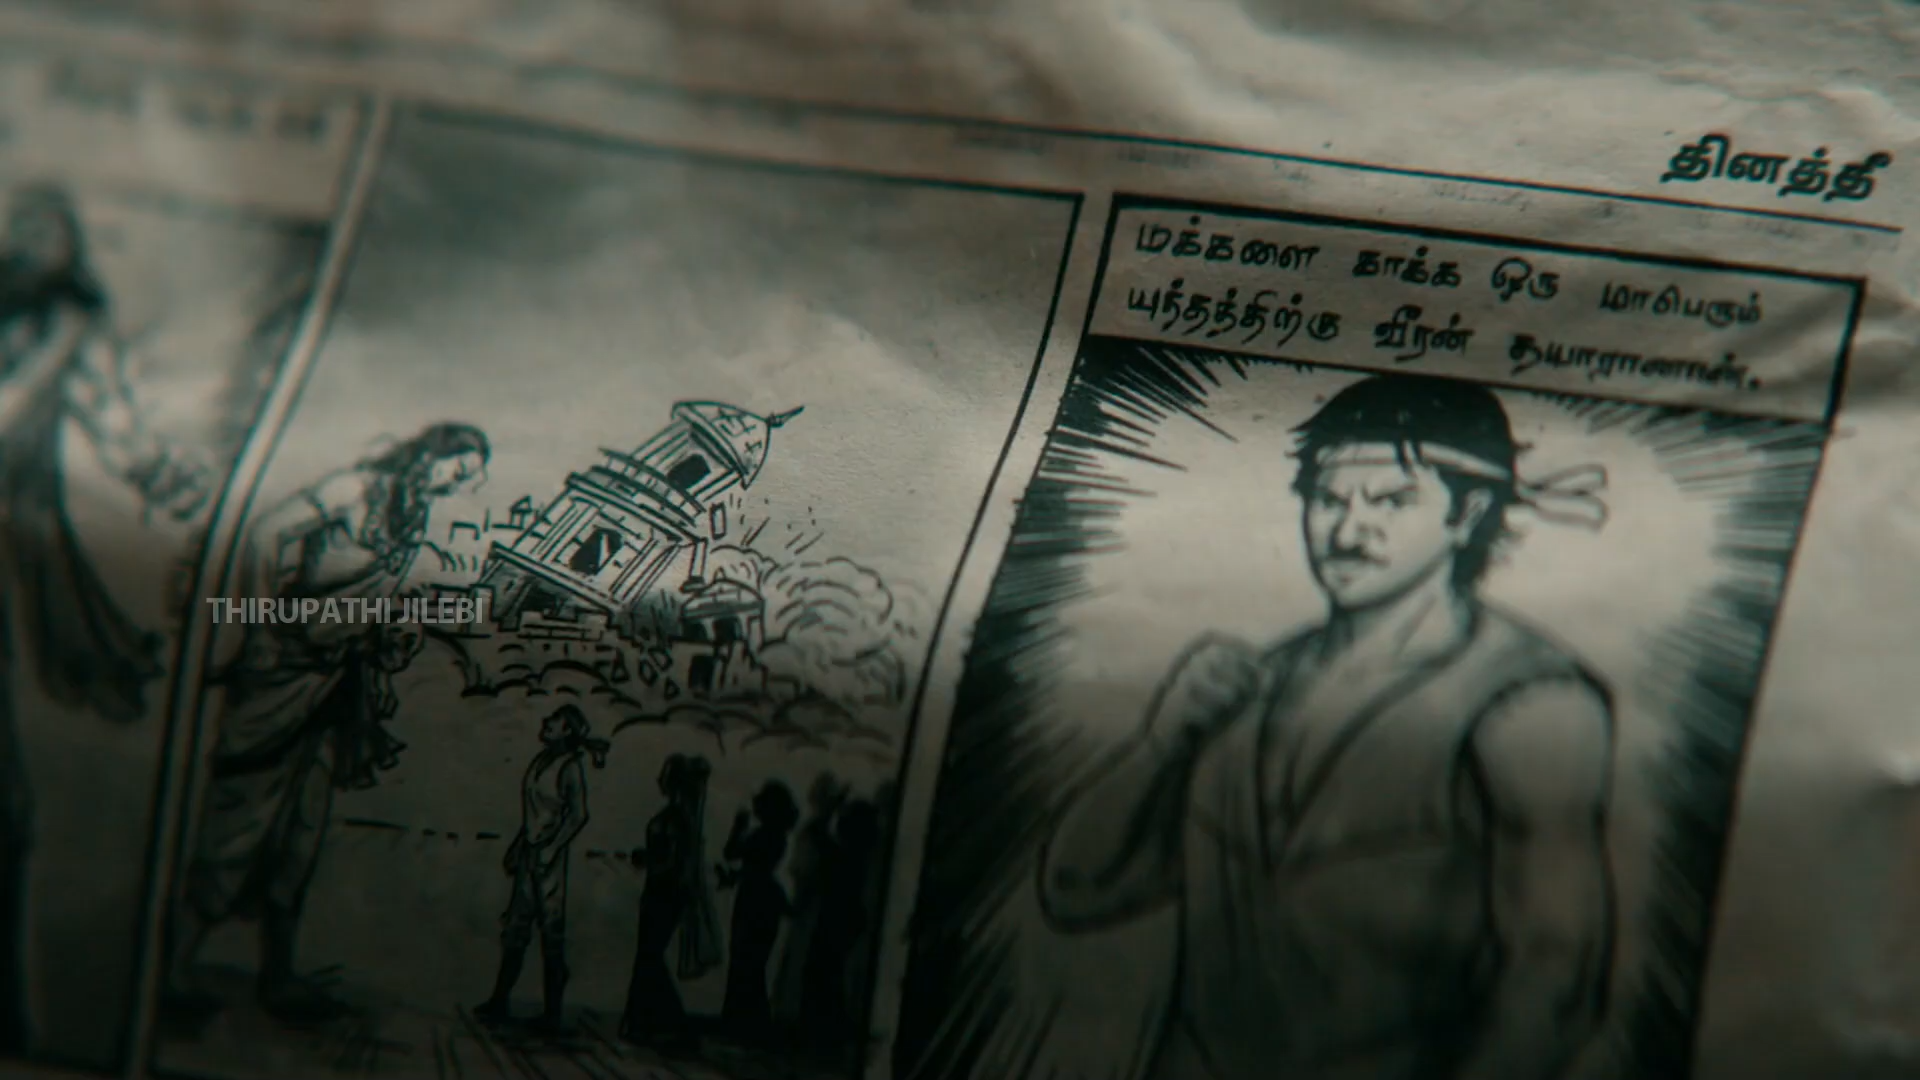 தினத்தீ
மக்களை காக்க ஒரு மாபெரும்
யுந்தத்திற்கு வீரன் தயாரானான்.
THIRUPATHI JILEBI